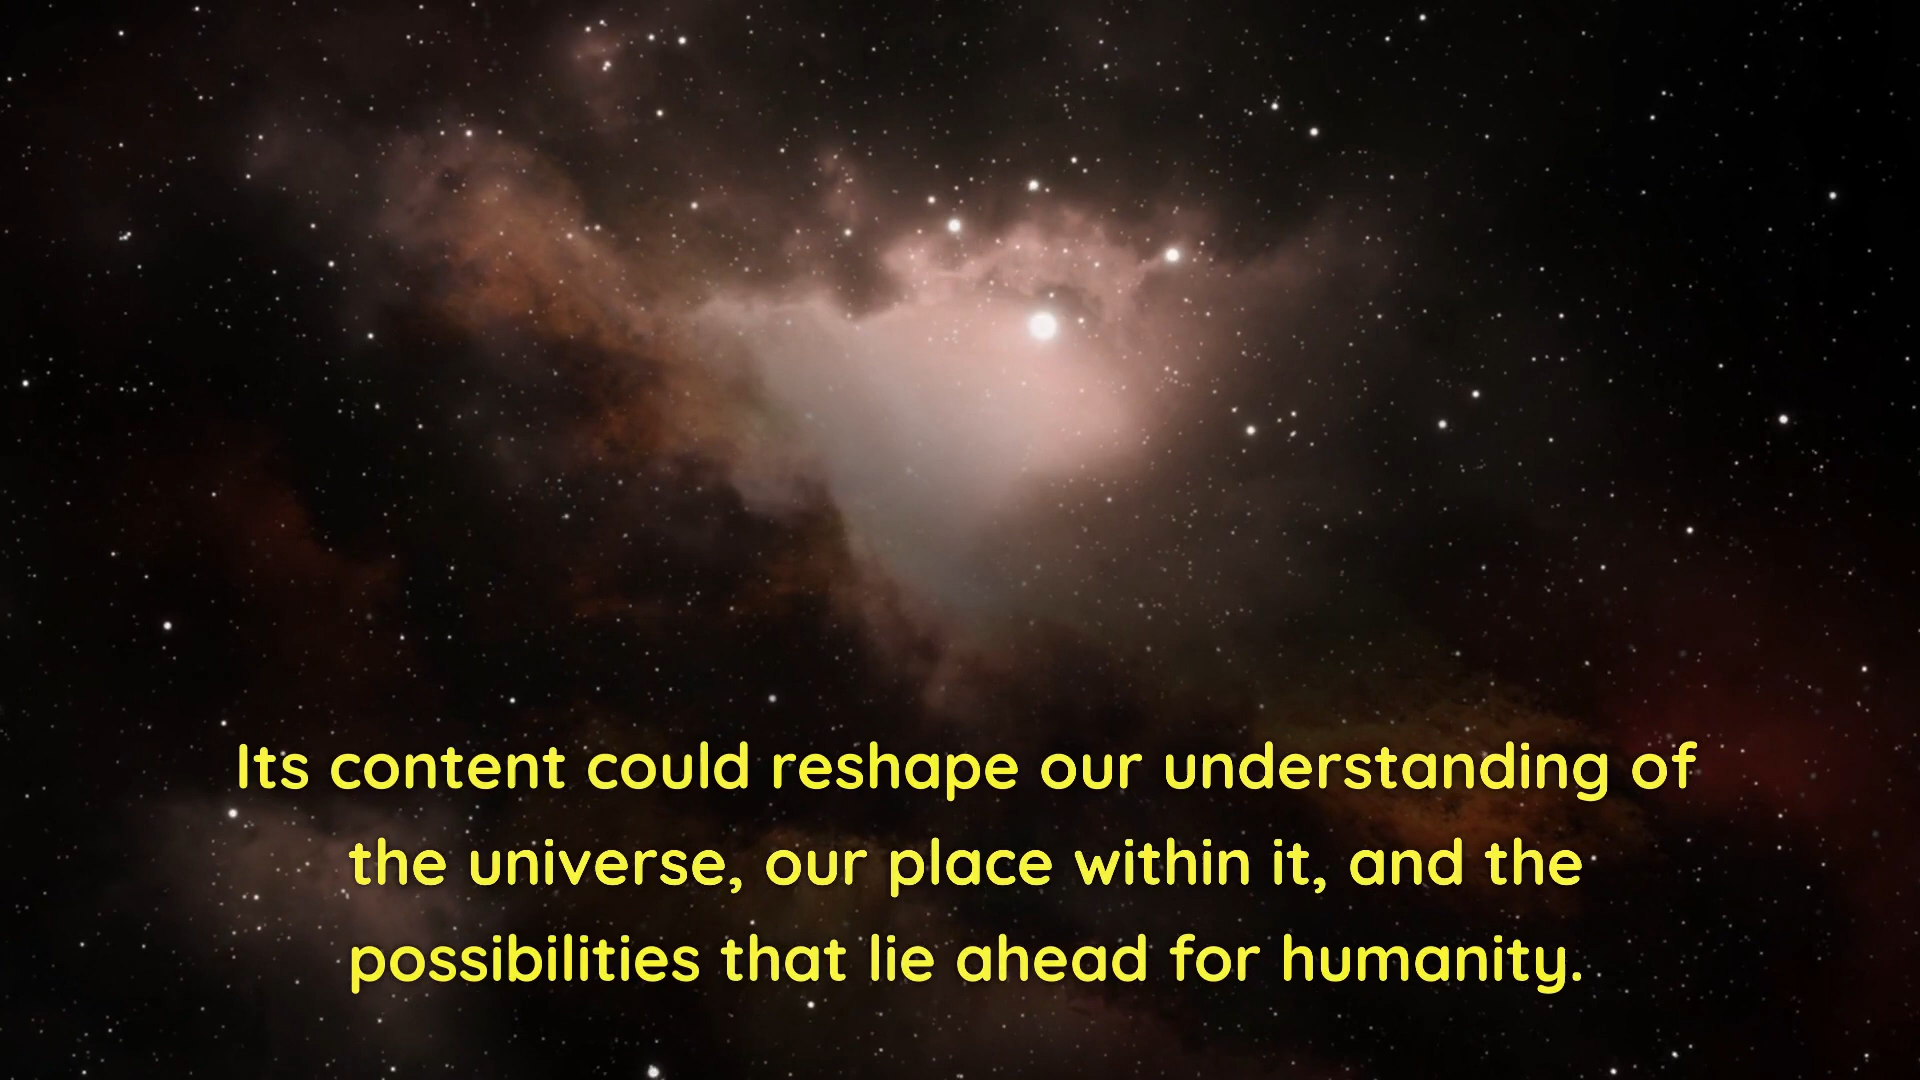 Its content could reshape our understanding of
the universe, our place within it, and the
possibilities that lie ahead for humanity.